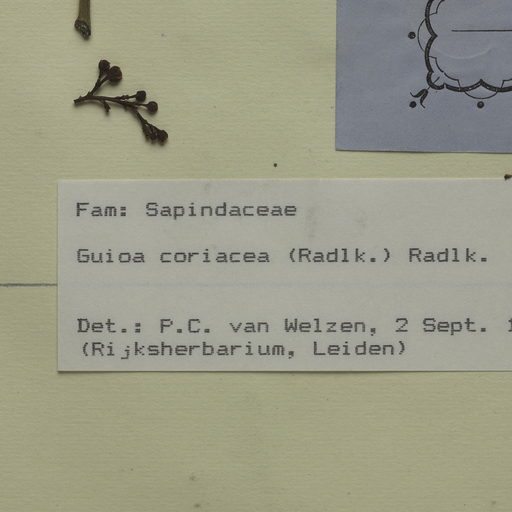 Fam: Sapindaceae
Guioa coriacea (Radlk.) Radlk.
Det.: P.C. van Welzen, 2 Sept.
(Rijksherbarium, Leiden)